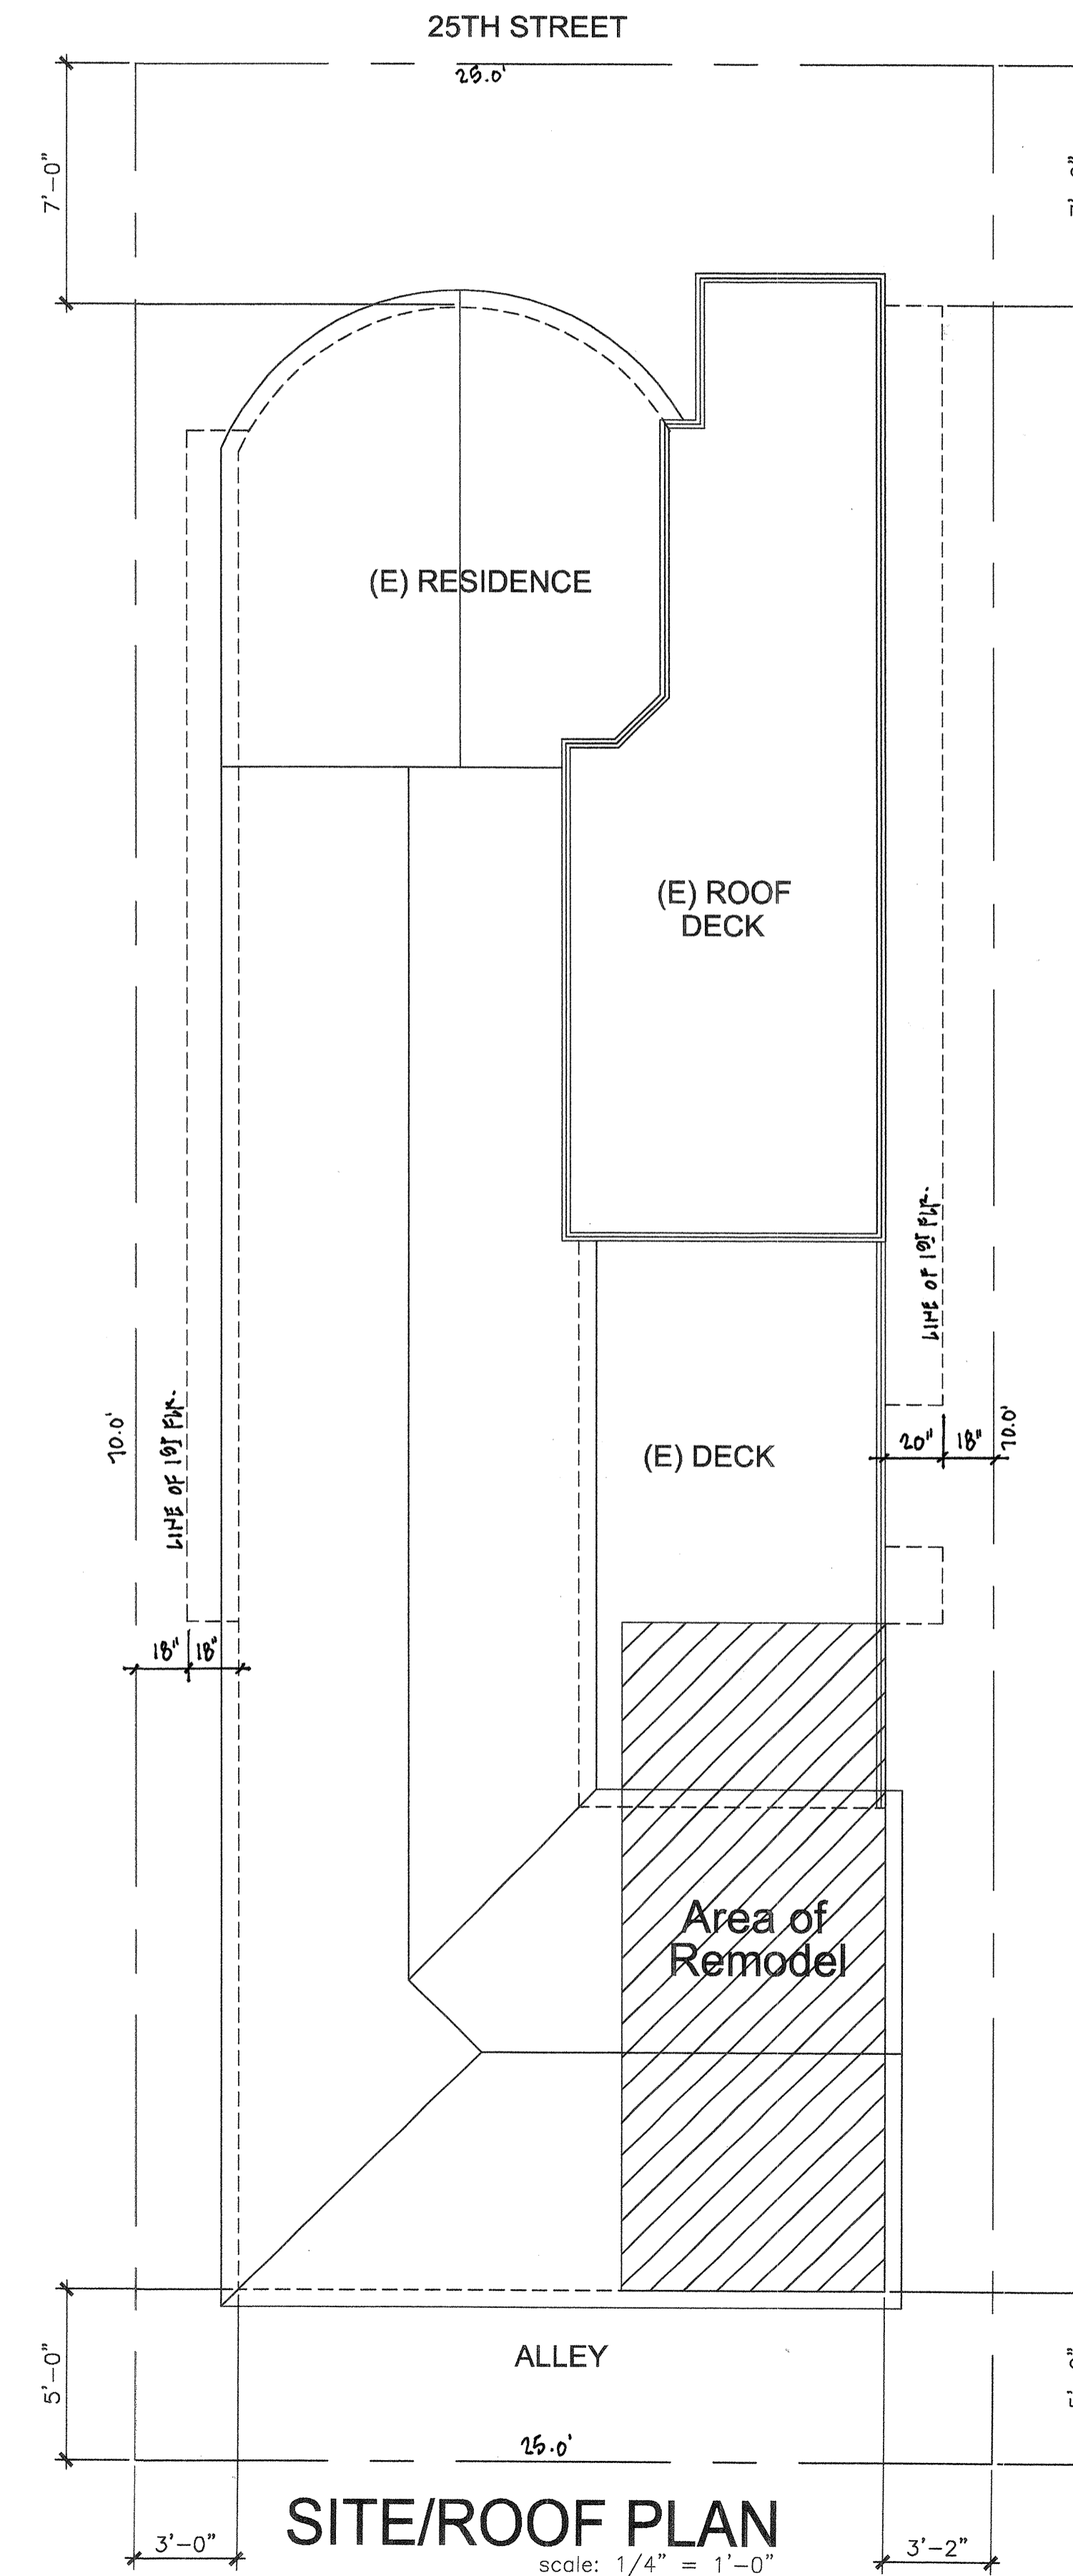 25TH STREET
25.0'
7'-0"
(E) RESIDENCE
(E) ROOF
DECK
LINE OF 1ST FLR.
LINE OF 1ST FLR.
70.0'
70.0'
(E) DECK
20" 18"
18" 18"
Area of
Remodel
5'-0"
ALLEY
25.0'
SITE/ROOF PLAN
scale: 1/4" = 1'-0"
3'-0"
3'-2"